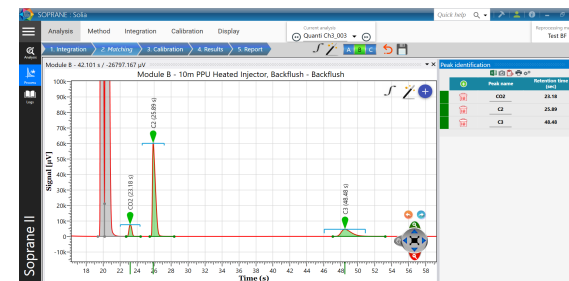 SOPRANE | Solia
Quick help
Analysis Method Integration Calibration Display
Current analysis
Quanti Ch3_003
Test BF
1. Integration 2. Matching 3. Calibration 4. Results 5. Report
A B C
Analysis
Process
Logs
Soprane II
Module B - 42.101 s / -26797.167 µV
Module B - 10m PPU Heated Injector, Backflush - Backflush
Signal [µV]
100k
90k
80k
70k
60k
50k
40k
30k
20k
10k
0
-10k
CO2 (23.18 s)
C2 (25.89 s)
C3 (48.48 s)
18 20 22 24 26 28 30 32 34 36 38 40 42 44 46 48 50 52 54 56 58
Time (s)
Peak identification
Peak name Retention time (sec)
CO2 23.18
C2 25.89
C3 48.48